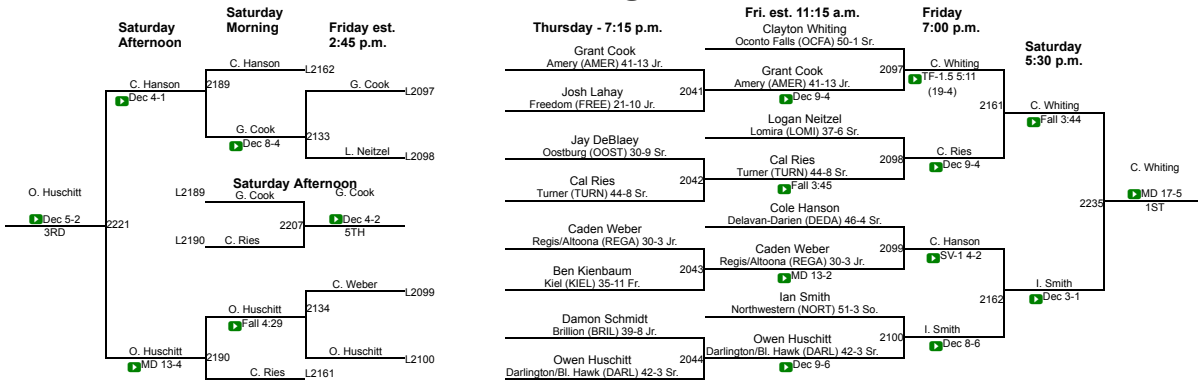 Saturday
Afternoon
Saturday
Morning
Friday est.
2:45 p.m.
C. Hanson
L2162
C. Hanson
2189
Dec 4-1
G. Cook
L2097
G. Cook
2133
Dec 8-4
L. Neitzel
L2098
Saturday Afternoon
O. Huschitt
L2189
G. Cook
G. Cook
Dec 5-2
2221
2207
Dec 4-2
3RD
5TH
L2190
C. Ries
C. Weber
L2099
O. Huschitt
2134
Fall 4:29
O. Huschitt
L2100
O. Huschitt
2190
MD 13-4
C. Ries
L2161
Thursday - 7:15 p.m.
Fri. est. 11:15 a.m.
Friday
7:00 p.m.
Saturday
5:30 p.m.
Grant Cook
Amery (AMER) 41-13 Jr.
2041
Josh Lahay
Freedom (FREE) 21-10 Jr.
Jay DeBlaey
Oostburg (OOST) 30-9 Sr.
2042
Cal Ries
Turner (TURN) 44-8 Sr.
Caden Weber
Regis/Altoona (REGA) 30-3 Jr.
2043
Ben Kienbaum
Kiel (KIEL) 35-11 Fr.
Damon Schmidt
Brillion (BRIL) 39-8 Jr.
2044
Owen Huschitt
Darlington/Bl. Hawk (DARL) 42-3 Sr.
Clayton Whiting
Oconto Falls (OCFA) 50-1 Sr.
2097
Grant Cook
Amery (AMER) 41-13 Jr.
Dec 9-4
Logan Neitzel
Lomira (LOMI) 37-6 Sr.
2098
Cal Ries
Turner (TURN) 44-8 Sr.
Fall 3:45
Cole Hanson
Delavan-Darien (DEDA) 46-4 Sr.
2099
Caden Weber
Regis/Altoona (REGA) 30-3 Jr.
MD 13-2
Ian Smith
Northwestern (NORT) 51-3 So.
2100
Owen Huschitt
Darlington/Bl. Hawk (DARL) 42-3 Sr.
Dec 9-6
C. Whiting
TF-1.5 5:11
(19-4)
2161
C. Ries
Dec 9-4
C. Hanson
SV-1 4-2
2162
I. Smith
Dec 8-6
C. Whiting
Fall 3:44
2235
I. Smith
Dec 3-1
C. Whiting
MD 17-5
1ST